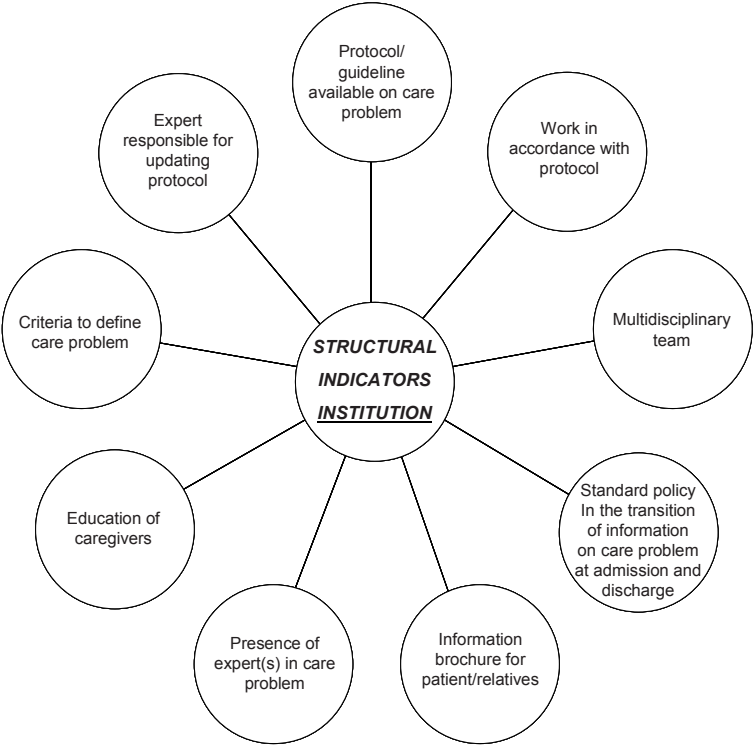 Protocol/
guideline
available on care
problem
Work in
accordance with
protocol
Multidisciplinary
team
Standard policy
In the transition
of information
on care problem
at admission and
discharge
Information
brochure for
patient/relatives
Presence of
expert(s) in care
problem
Education of
caregivers
Criteria to define
care problem
Expert
responsible for
updating
protocol
STRUCTURAL
INDICATORS
INSTITUTION